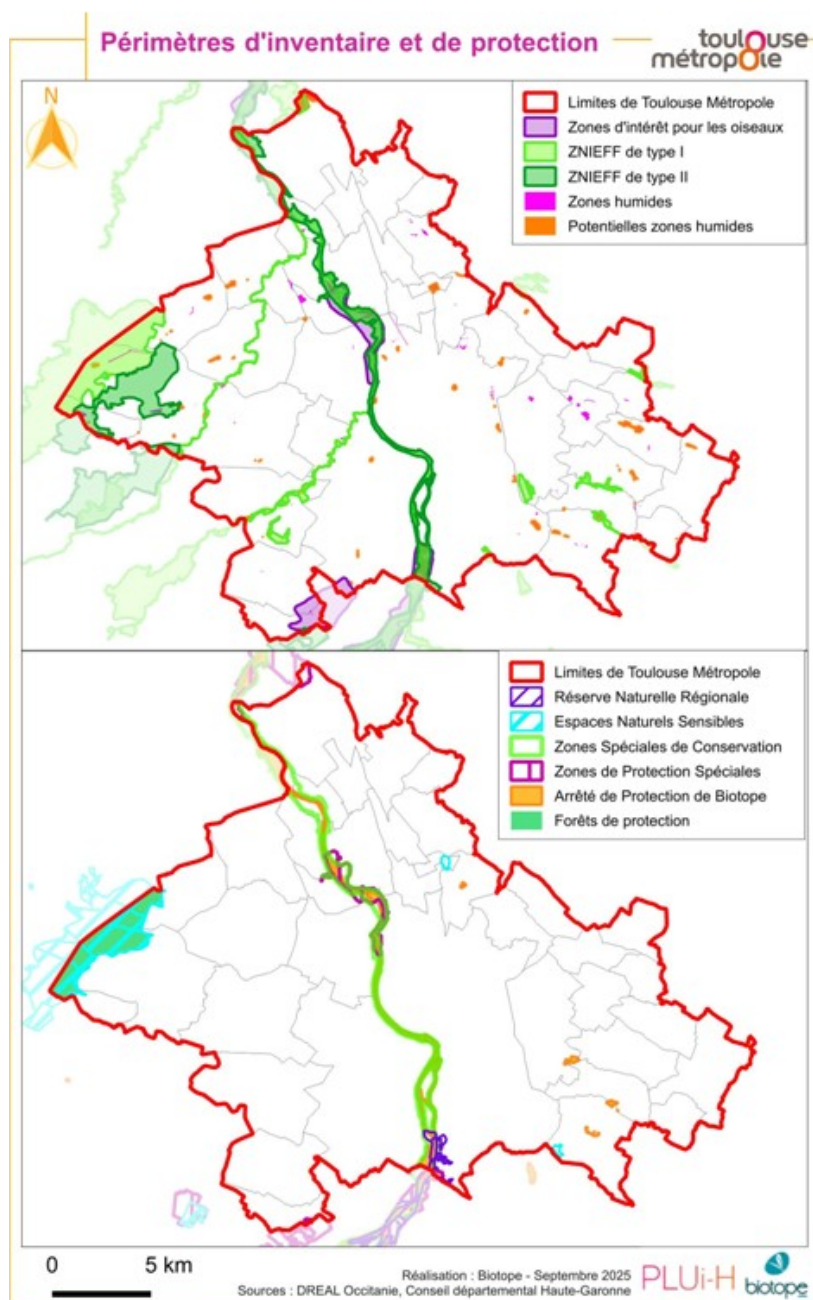 Périmètres d'inventaire et de protection
toulouse
métropole
N
Limites de Toulouse Métropole
Zones d'intérêt pour les oiseaux
ZNIEFF de type I
ZNIEFF de type II
Zones humides
Potentielles zones humides
Limites de Toulouse Métropole
Réserve Naturelle Régionale
Espaces Naturels Sensibles
Zones Spéciales de Conservation
Zones de Protection Spéciales
Arrêté de Protection de Biotope
Forêts de protection
0 5 km
Réalisation : Biotope - Septembre 2025
Sources : DREAL Occitanie, Conseil départemental Haute-Garonne
PLUi-H
biotope